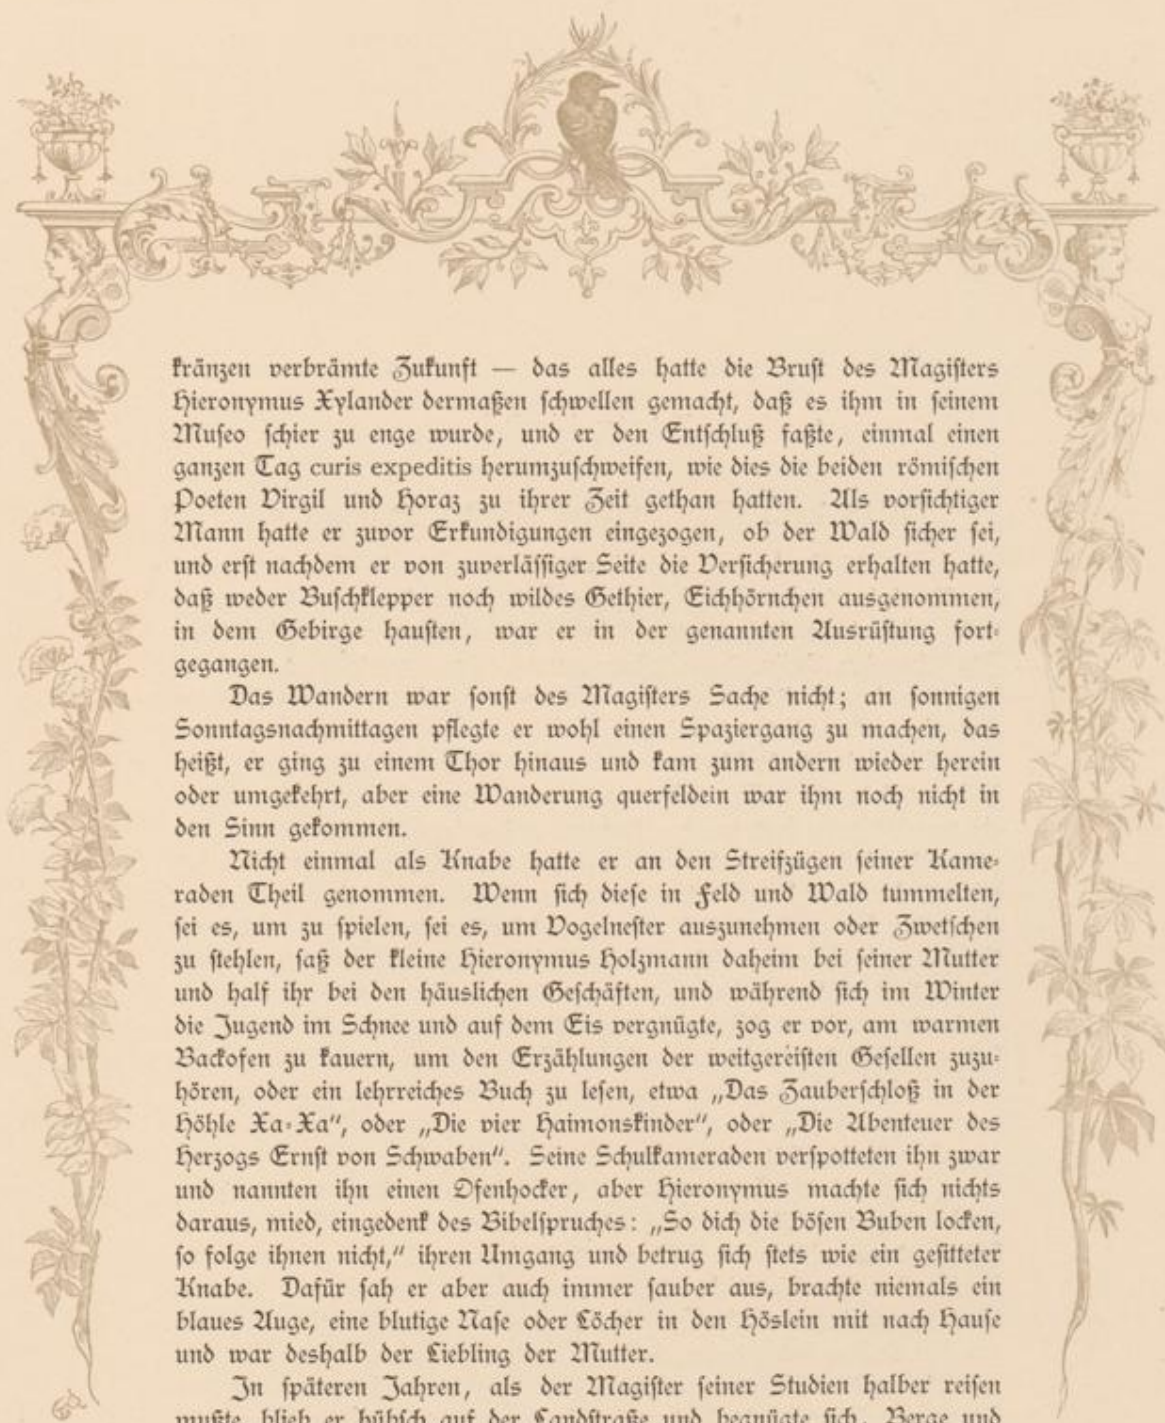 kränzen verbrämte Zukunft — das alles hatte die Bruſt des Magiſters
Hieronymus Xylander dermaßen ſchwellen gemacht, daß es ihm in ſeinem
Muſeo ſchier zu enge wurde, und er den Entſchluß faßte, einmal einen
ganzen Tag curis expeditis herumzuſchweifen, wie dies die beiden römiſchen
Poeten Virgil und Horaz zu ihrer Zeit gethan hatten. Als vorſichtiger
Mann hatte er zuvor Erkundigungen eingezogen, ob der Wald ſicher ſei,
und erſt nachdem er von zuverläſſiger Seite die Verſicherung erhalten hatte,
daß weder Buſchklepper noch wildes Gethier, Eichhörnchen ausgenommen,
in dem Gebirge hauſten, war er in der genannten Ausrüſtung fort⸗
gegangen.
Das Wandern war ſonſt des Magiſters Sache nicht; an ſonnigen
Sonntagsnachmittagen pflegte er wohl einen Spaziergang zu machen, das
heißt, er ging zu einem Thor hinaus und kam zum andern wieder herein
oder umgekehrt, aber eine Wanderung querfeldein war ihm noch nicht in
den Sinn gekommen.
Nicht einmal als Knabe hatte er an den Streifzügen ſeiner Kame⸗
raden Theil genommen. Wenn ſich dieſe in Feld und Wald tummelten,
ſei es, um zu ſpielen, ſei es, um Vogelneſter auszunehmen oder Zwetſchen
zu ſtehlen, ſaß der kleine Hieronymus Holzmann daheim bei ſeiner Mutter
und half ihr bei den häuslichen Geſchäften, und während ſich im Winter
die Jugend im Schnee und auf dem Eis vergnügte, zog er vor, am warmen
Backofen zu kauern, um den Erzählungen der weitgereiſten Geſellen zuzu⸗
hören, oder ein lehrreiches Buch zu leſen, etwa „Das Zauberſchloß in der
Höhle Xa⸗Xa“, oder „Die vier Haimonskinder“, oder „Die Abenteuer des
Herzogs Ernſt von Schwaben“. Seine Schulkameraden verſpotteten ihn zwar
und nannten ihn einen Ofenhocker, aber Hieronymus machte ſich nichts
daraus, mied, eingedenk des Bibelſpruches: „So dich die böſen Buben locken,
ſo folge ihnen nicht,“ ihren Umgang und betrug ſich ſtets wie ein geſitteter
Knabe. Dafür ſah er aber auch immer ſauber aus, brachte niemals ein
blaues Auge, eine blutige Naſe oder Löcher in den Höslein mit nach Hauſe
und war deshalb der Liebling der Mutter.
In ſpäteren Jahren, als der Magiſter ſeiner Studien halber reiſen
mußte, blieb er hübſch auf der Landſtraße und begnügte ſich, Berge und